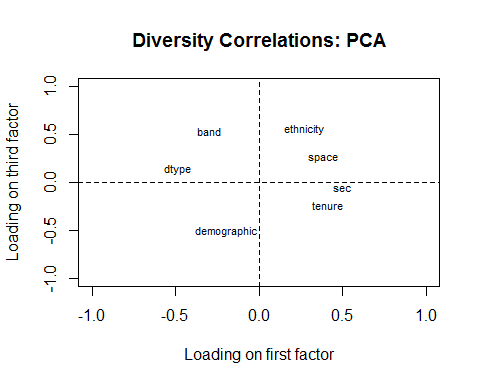 Diversity Correlations: PCA
Loading on third factor
1.0
0.5
0.0
-0.5
-1.0
band
ethnicity
space
dtype
sec
tenure
demographic
-1.0
-0.5
0.0
0.5
1.0
Loading on first factor